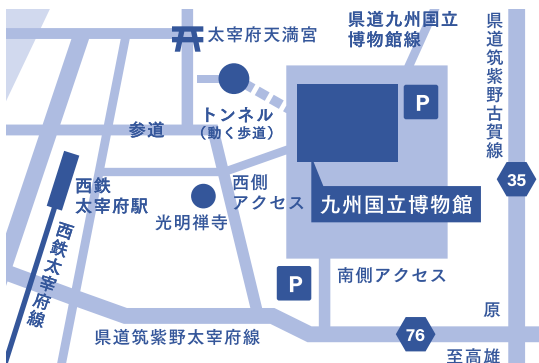 県道九州国立
博物館線
太宰府天満宮
県道筑紫野古賀線
P
トンネル
（動く歩道）
参道
西鉄
太宰府駅
西側
アクセス
35
九州国立博物館
光明禅寺
西鉄太宰府線
P
南側アクセス
原
県道筑紫野太宰府線
76
至高雄